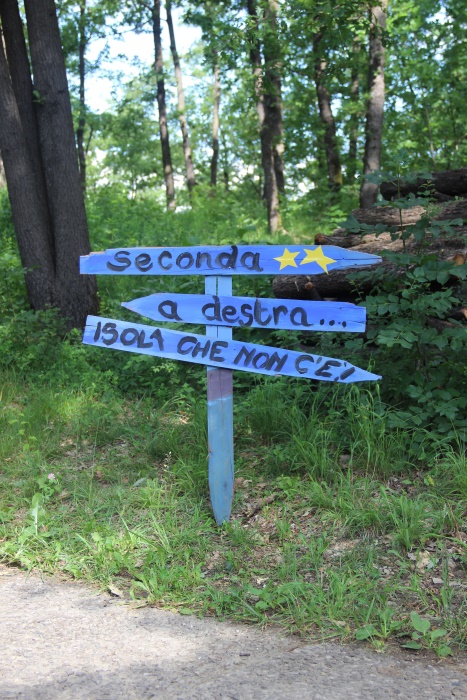 seconda
a destra...
ISOLA CHE NON C'E'!